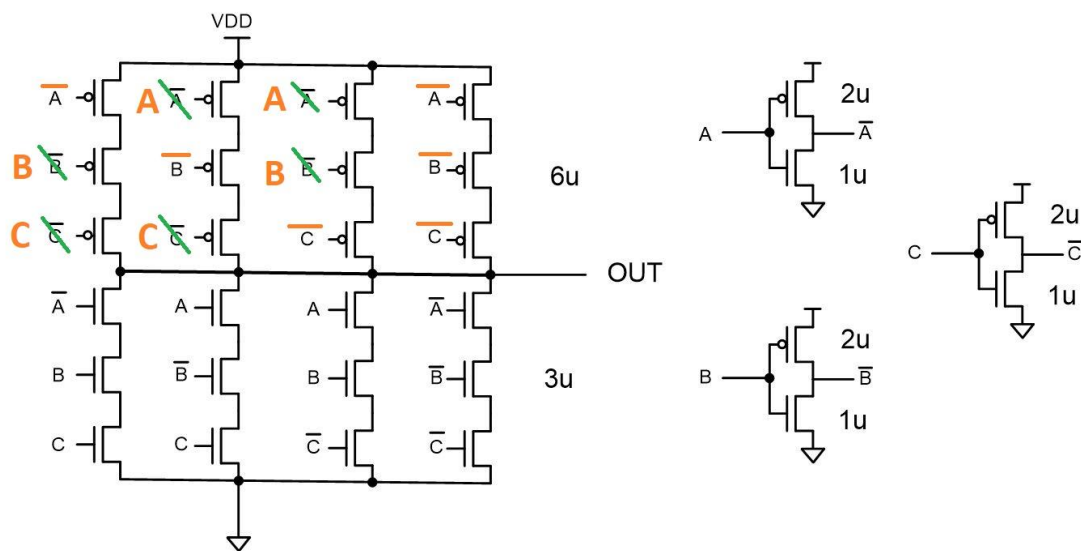 VDD
A̅ A A̅ A A̅ A̅
B B̅ B̅ B B̅ B̅
6u
C C̅ C C̅ C̅ C̅
OUT
A̅ A A A̅
B B̅ B B̅
3u
C C C̅ C̅
A 2u A̅
1u
C 2u C̅
1u
B 2u B̅
1u